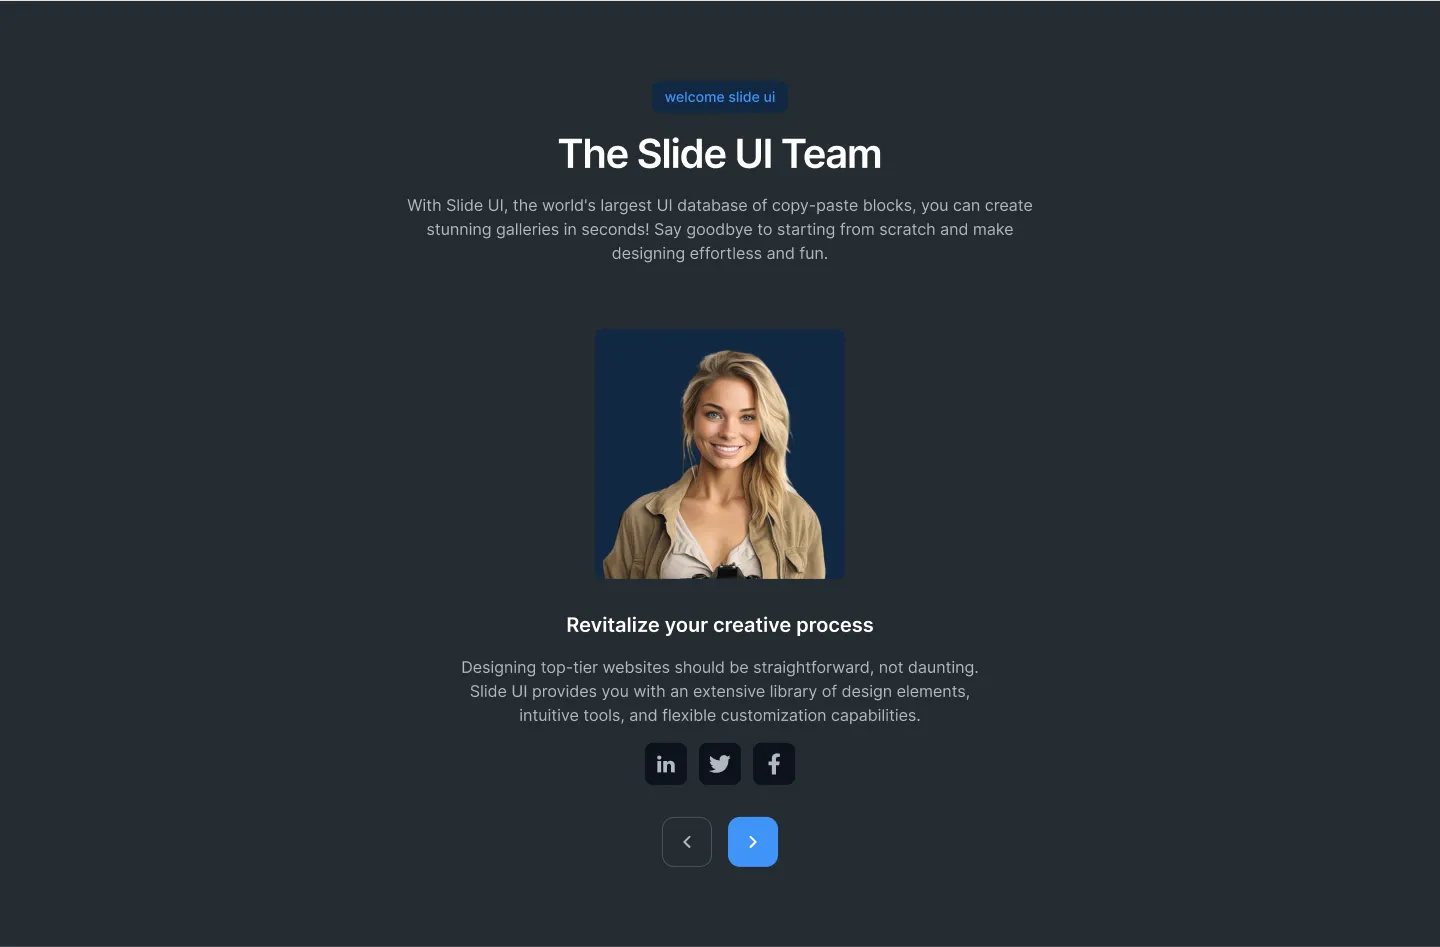 welcome slide ui
The Slide UI Team
With Slide UI, the world's largest UI database of copy-paste blocks, you can create
stunning galleries in seconds! Say goodbye to starting from scratch and make
designing effortless and fun.
Revitalize your creative process
Designing top-tier websites should be straightforward, not daunting.
Slide UI provides you with an extensive library of design elements,
intuitive tools, and flexible customization capabilities.
in